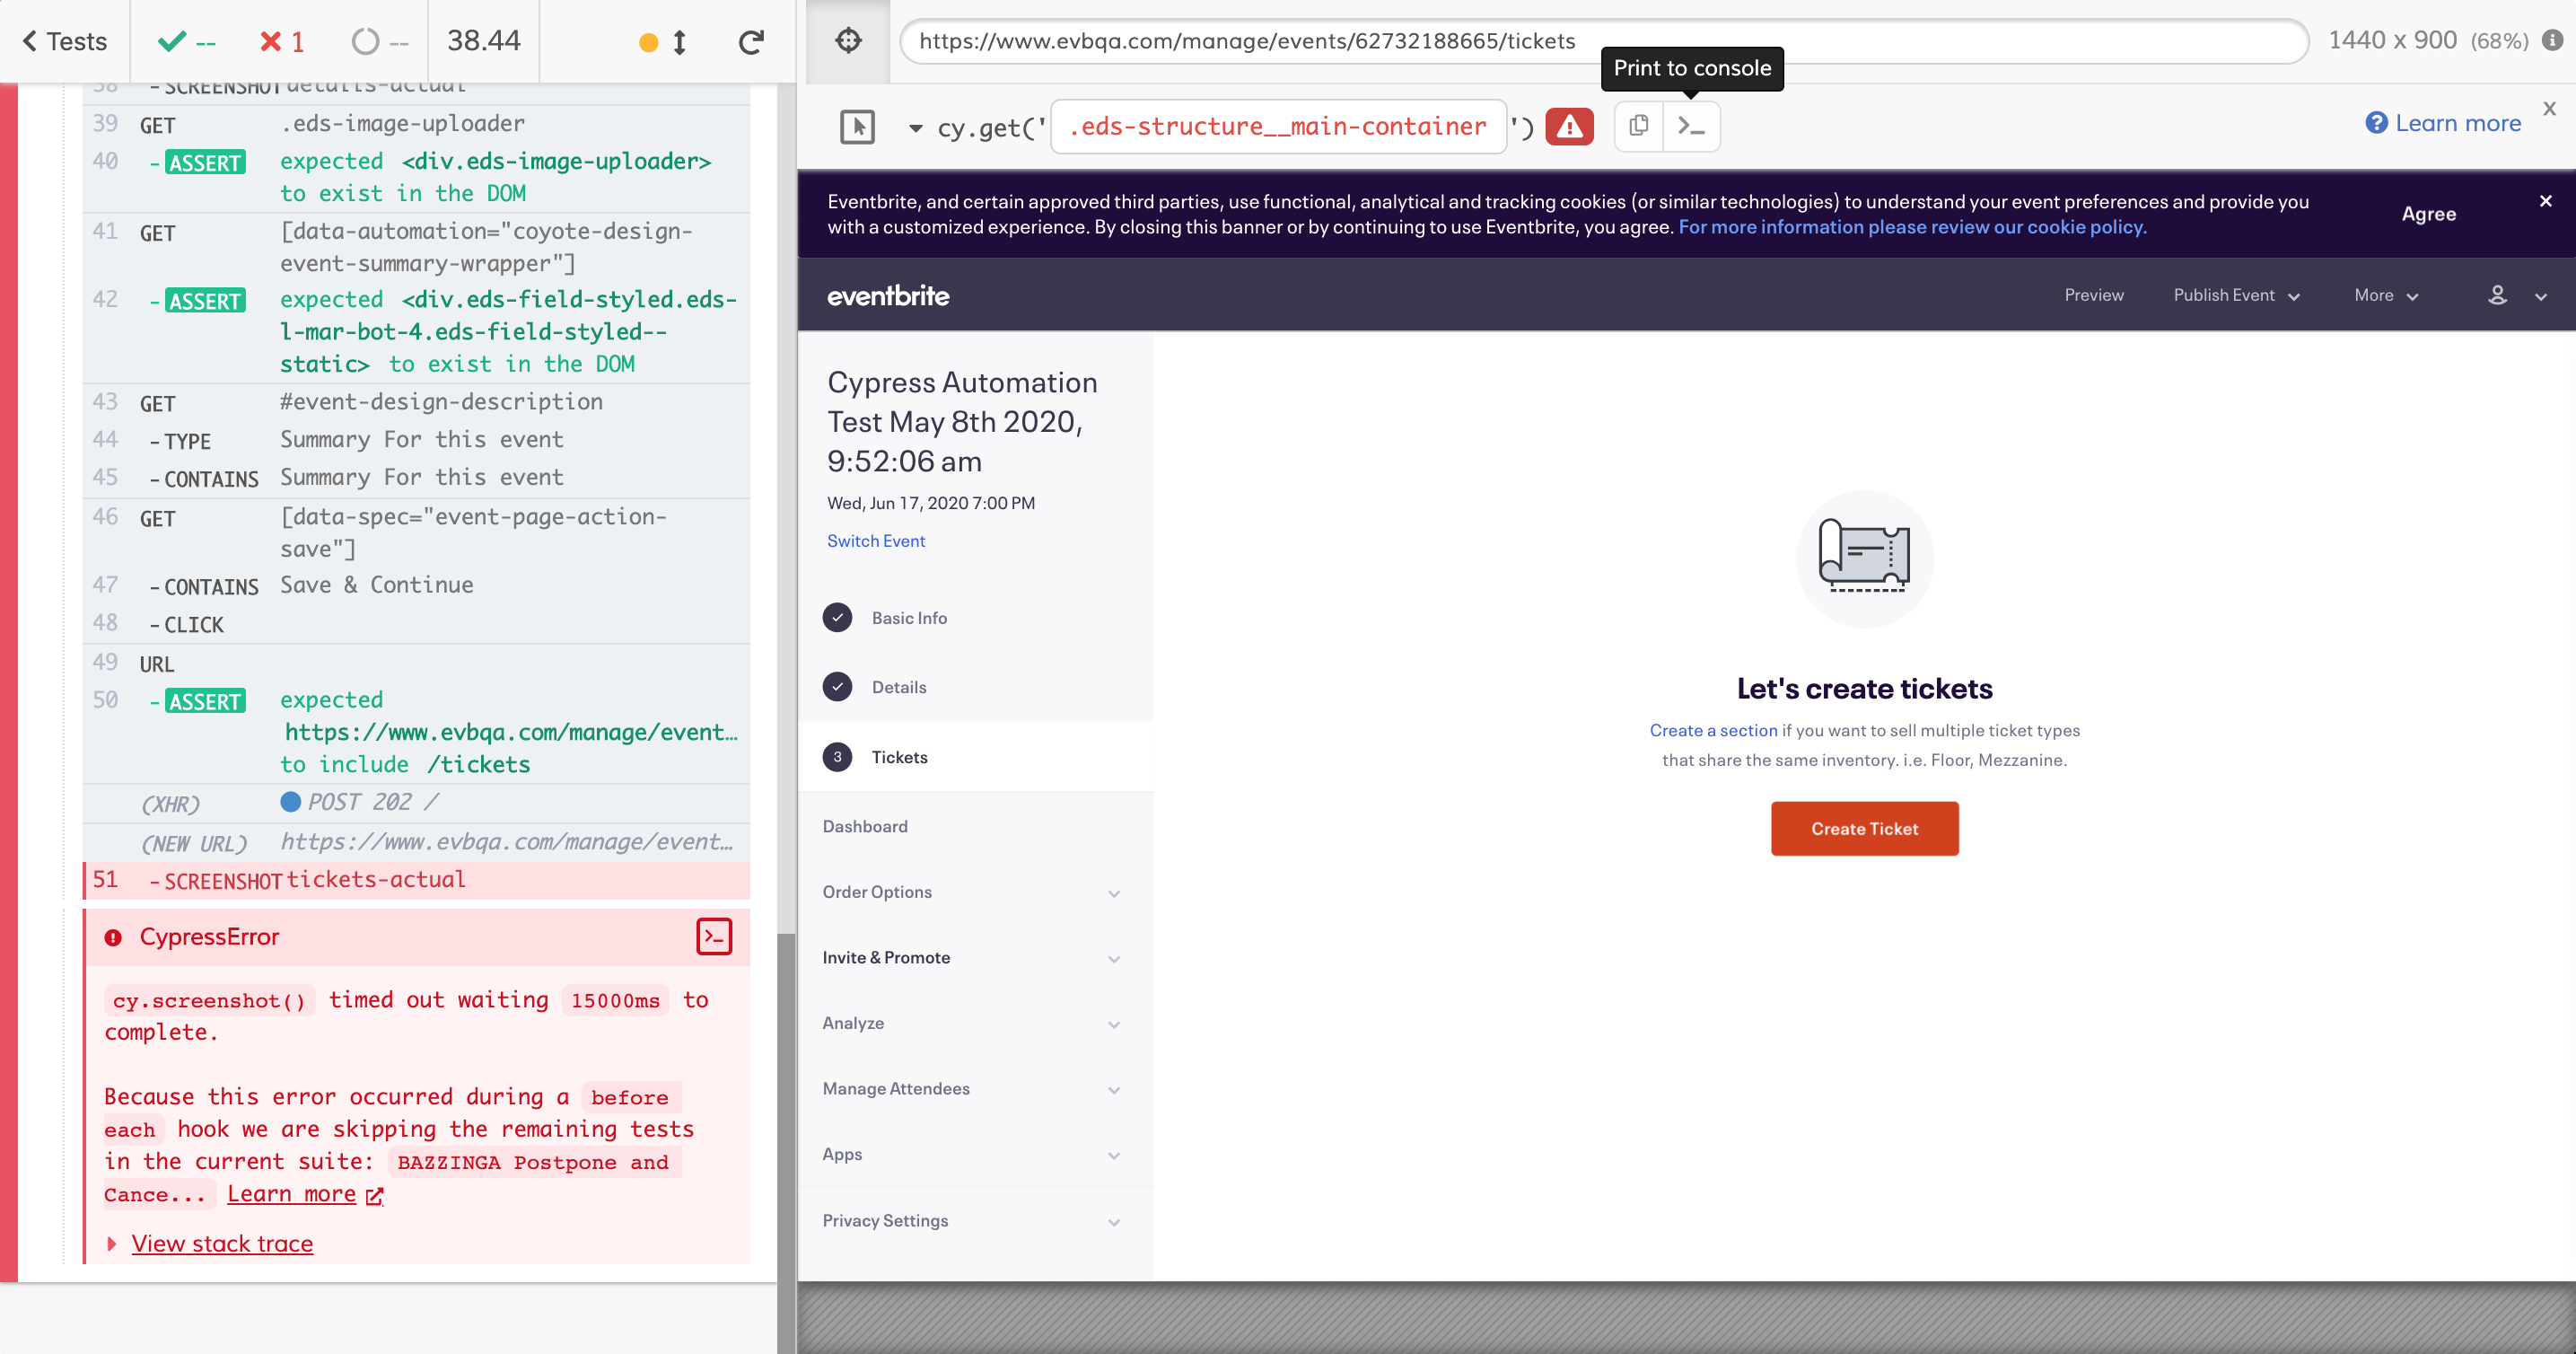 Tests
--
1
--
38.44
https://www.evbqa.com/manage/events/62732188665/tickets
1440 x 900 (68%)
Print to console
cy.get('.eds-structure__main-container')
Learn more
X
38 -SCREENSHOT details-actual
39 GET .eds-image-uploader
40 -ASSERT expected <div.eds-image-uploader>
to exist in the DOM
41 GET [data-automation="coyote-design-
event-summary-wrapper"]
42 -ASSERT expected <div.eds-field-styled.eds-
l-mar-bot-4.eds-field-styled--
static> to exist in the DOM
43 GET #event-design-description
44 -TYPE Summary For this event
45 -CONTAINS Summary For this event
46 GET [data-spec="event-page-action-
save"]
47 -CONTAINS Save & Continue
48 -CLICK
49 URL
50 -ASSERT expected
https://www.evbqa.com/manage/event…
to include /tickets
(XHR) POST 202 /
(NEW URL) https://www.evbqa.com/manage/event…
51 -SCREENSHOT tickets-actual
CypressError
>_
cy.screenshot() timed out waiting 15000ms to
complete.
Because this error occurred during a before
each hook we are skipping the remaining tests
in the current suite: BAZZINGA Postpone and
Cance... Learn more
View stack trace
Eventbrite, and certain approved third parties, use functional, analytical and tracking cookies (or similar technologies) to understand your event preferences and provide you
with a customized experience. By closing this banner or by continuing to use Eventbrite, you agree. For more information please review our cookie policy.
Agree
eventbrite
Preview
Publish Event
More
Cypress Automation
Test May 8th 2020,
9:52:06 am
Wed, Jun 17, 2020 7:00 PM
Switch Event
Basic Info
Details
3 Tickets
Dashboard
Order Options
Invite & Promote
Analyze
Manage Attendees
Apps
Privacy Settings
Let's create tickets
Create a section if you want to sell multiple ticket types
that share the same inventory. i.e. Floor, Mezzanine.
Create Ticket